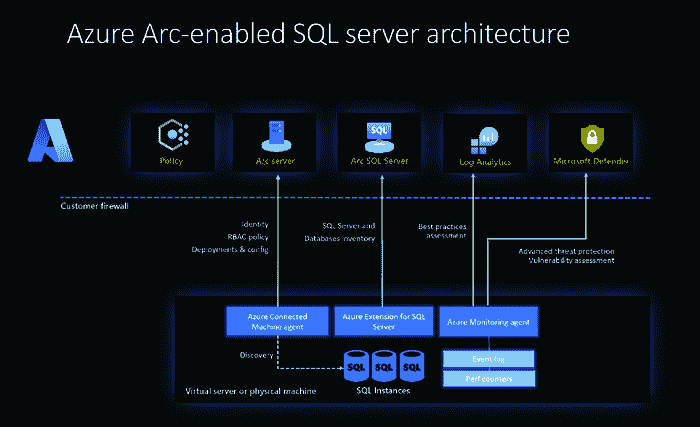 Azure Arc-enabled SQL server architecture
Policy
Arc server
SQL
Arc SQL Server
Log Analytics
Microsoft Defender
Customer firewall
Identity
RBAC policy
Deployments & config
SQL Server and
Databases inventory
Best practices
assessment
Advanced threat protection
Vulnerability assessment
Azure Connected
Machine agent
Azure Extension for SQL
Server
Azure Monitoring agent
Discovery
SQL
SQL
SQL
Event log
Perf counters
Virtual server or physical machine
SQL Instances